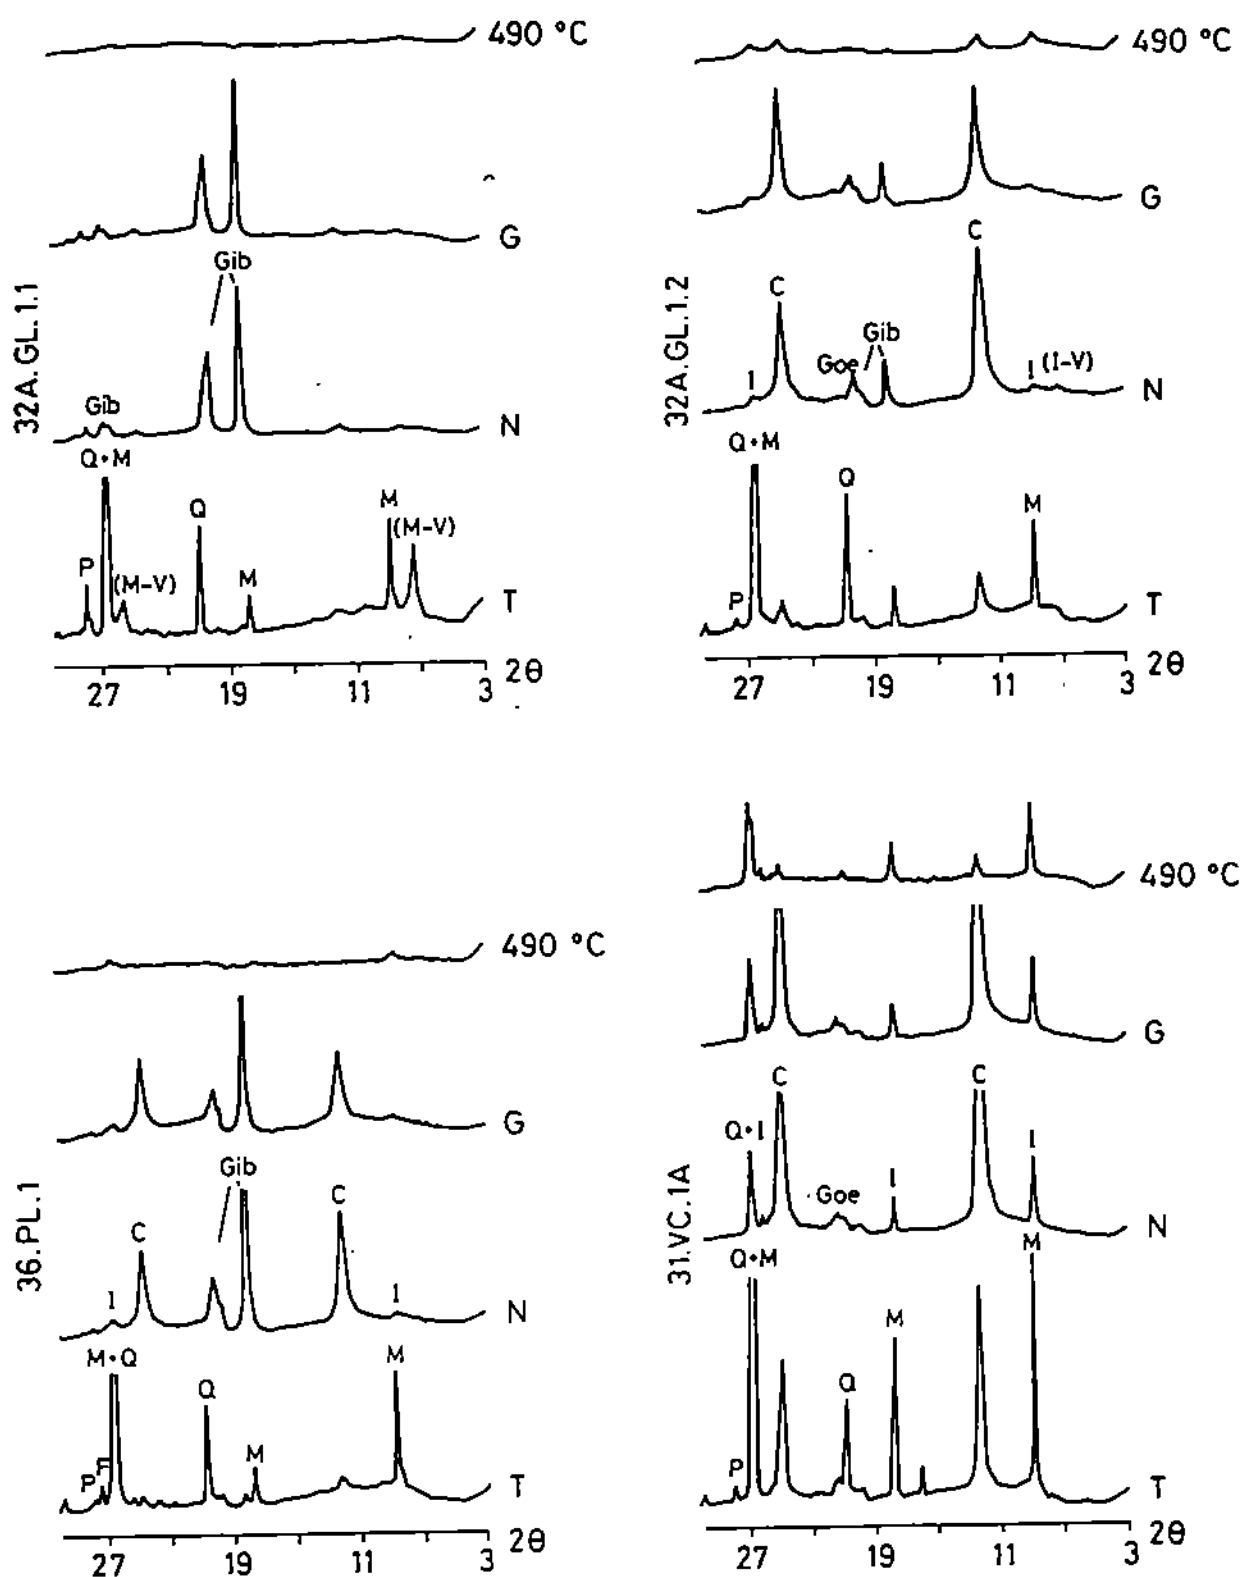 490 °C
G
Gib
32A.GL.1.1
Gib
N
Q+M
Q
M
(M-V)
P
(M-V)
M
T
27 19 11 3 2θ
490 °C
G
C
32A.GL.1.2
C
Gib
Goe
I
I (I-V)
N
Q+M
Q
M
P
T
27 19 11 3 2θ
490 °C
G
Gib
36.PL.1
C
C
I
I
N
M+Q
Q
M
M
F
P
T
27 19 11 3 2θ
490 °C
G
C
C
Q+I
I
I
31.VC.1A
Goe
N
Q+M
M
M
Q
P
T
27 19 11 3 2θ